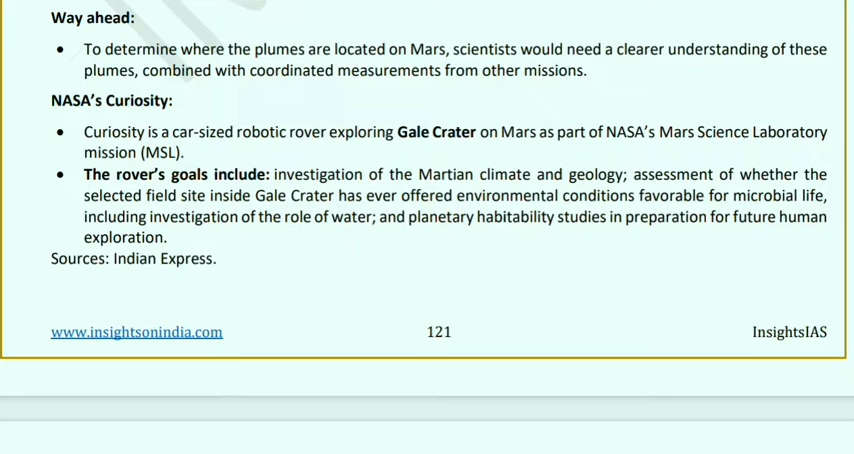 Way ahead:
• To determine where the plumes are located on Mars, scientists would need a clearer understanding of these
plumes, combined with coordinated measurements from other missions.
NASA’s Curiosity:
• Curiosity is a car-sized robotic rover exploring Gale Crater on Mars as part of NASA’s Mars Science Laboratory
mission (MSL).
• The rover’s goals include: investigation of the Martian climate and geology; assessment of whether the
selected field site inside Gale Crater has ever offered environmental conditions favorable for microbial life,
including investigation of the role of water; and planetary habitability studies in preparation for future human
exploration.
Sources: Indian Express.
www.insightsonindia.com 121 InsightsIAS